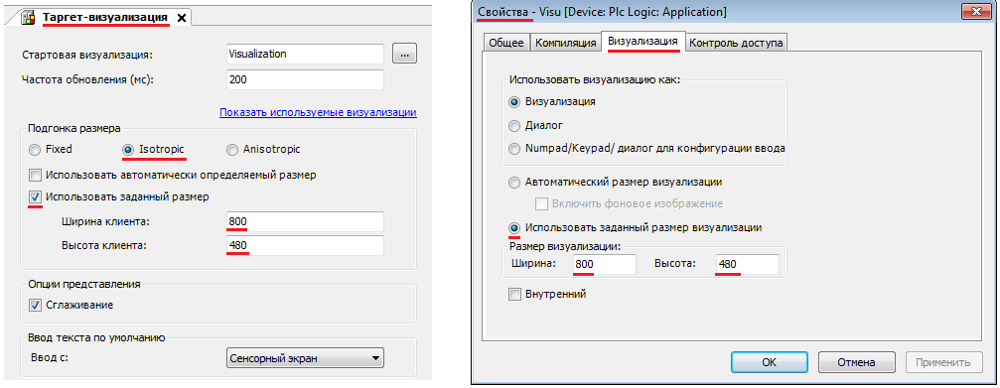 Таргет-визуализация
Стартовая визуализация: Visualization ...
Частота обновления (мс): 200
Показать используемые визуализации
Подгонка размера
Fixed Isotropic Anisotropic
Использовать автоматически определяемый размер
Использовать заданный размер
Ширина клиента: 800
Высота клиента: 480
Опции представления
Сглаживание
Ввод текста по умолчанию
Ввод с: Сенсорный экран
Свойства - Visu [Device: Plc Logic: Application]
Общее Компиляция Визуализация Контроль доступа
Использовать визуализацию как:
Визуализация
Диалог
Numpad/Keypad/ диалог для конфигурации ввода
Автоматический размер визуализации
Включить фоновое изображение
Использовать заданный размер визуализации
Размер визуализации:
Ширина: 800 Высота: 480
Внутренний
OK Отмена Применить